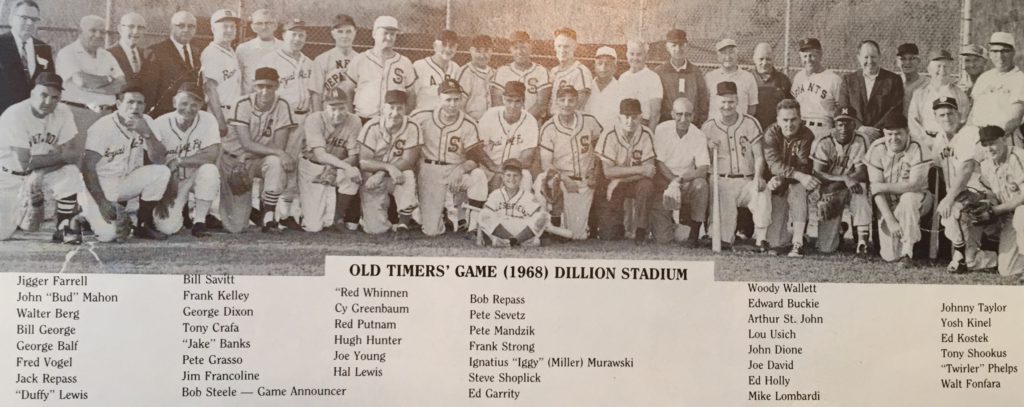 OLD TIMERS' GAME (1968) DILLION STADIUM
Jigger Farrell
John "Bud" Mahon
Walter Berg
Bill George
George Balf
Fred Vogel
Jack Repass
"Duffy" Lewis
Bill Savitt
Frank Kelley
George Dixon
Tony Crafa
"Jake" Banks
Pete Grasso
Jim Francoline
Bob Steele — Game Announcer
"Red Whinnen
Cy Greenbaum
Red Putnam
Hugh Hunter
Joe Young
Hal Lewis
Bob Repass
Pete Sevetz
Pete Mandzik
Frank Strong
Ignatius "Iggy" (Miller) Murawski
Steve Shoplick
Ed Garrity
Woody Wallett
Edward Buckie
Arthur St. John
Lou Usich
John Dione
Joe David
Ed Holly
Mike Lombardi
Johnny Taylor
Yosh Kinel
Ed Kostek
Tony Shookus
"Twirler" Phelps
Walt Fonfara
GIANTS